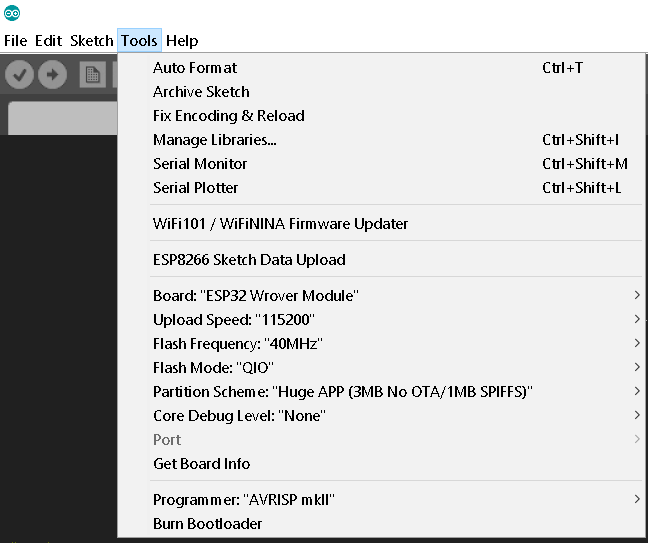 File Edit Sketch Tools Help
Auto Format Ctrl+T
Archive Sketch
Fix Encoding & Reload
Manage Libraries... Ctrl+Shift+I
Serial Monitor Ctrl+Shift+M
Serial Plotter Ctrl+Shift+L
WiFi101 / WiFiNINA Firmware Updater
ESP8266 Sketch Data Upload
Board: "ESP32 Wrover Module"
Upload Speed: "115200"
Flash Frequency: "40MHz"
Flash Mode: "QIO"
Partition Scheme: "Huge APP (3MB No OTA/1MB SPIFFS)"
Core Debug Level: "None"
Port
Get Board Info
Programmer: "AVRISP mkII"
Burn Bootloader